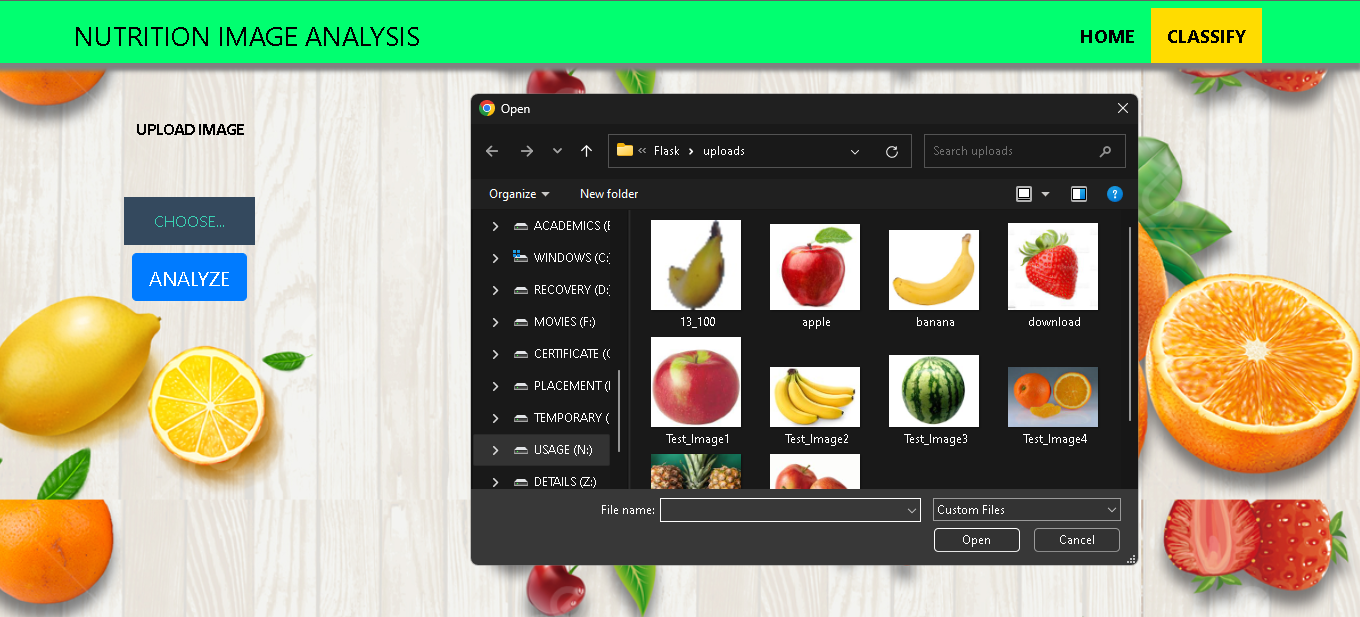 NUTRITION IMAGE ANALYSIS
HOME
CLASSIFY
UPLOAD IMAGE
CHOOSE...
ANALYZE
Open
« Flask > uploads
Search uploads
Organize
New folder
ACADEMICS (E
WINDOWS (C:)
RECOVERY (D:
MOVIES (F:)
CERTIFICATE (
PLACEMENT (
TEMPORARY (
USAGE (N:)
DETAILS (Z:)
13_100
apple
banana
download
Test_Image1
Test_Image2
Test_Image3
Test_Image4
File name:
Custom Files
Open
Cancel